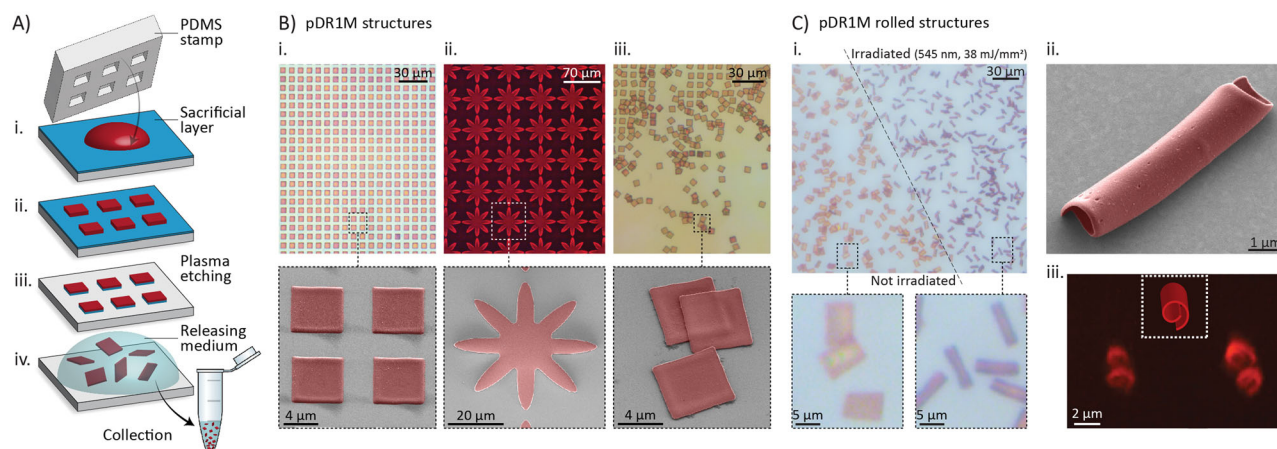 A)
PDMS
stamp
i.
Sacrificial
layer
ii.
iii.
Plasma
etching
iv.
Releasing
medium
Collection
B) pDR1M structures
i.
30 μm
ii.
70 μm
iii.
30 μm
4 μm
20 μm
4 μm
C) pDR1M rolled structures
i.
Irradiated (545 nm, 38 mJ/mm²)
30 μm
Not irradiated
5 μm
5 μm
ii.
1 μm
iii.
2 μm